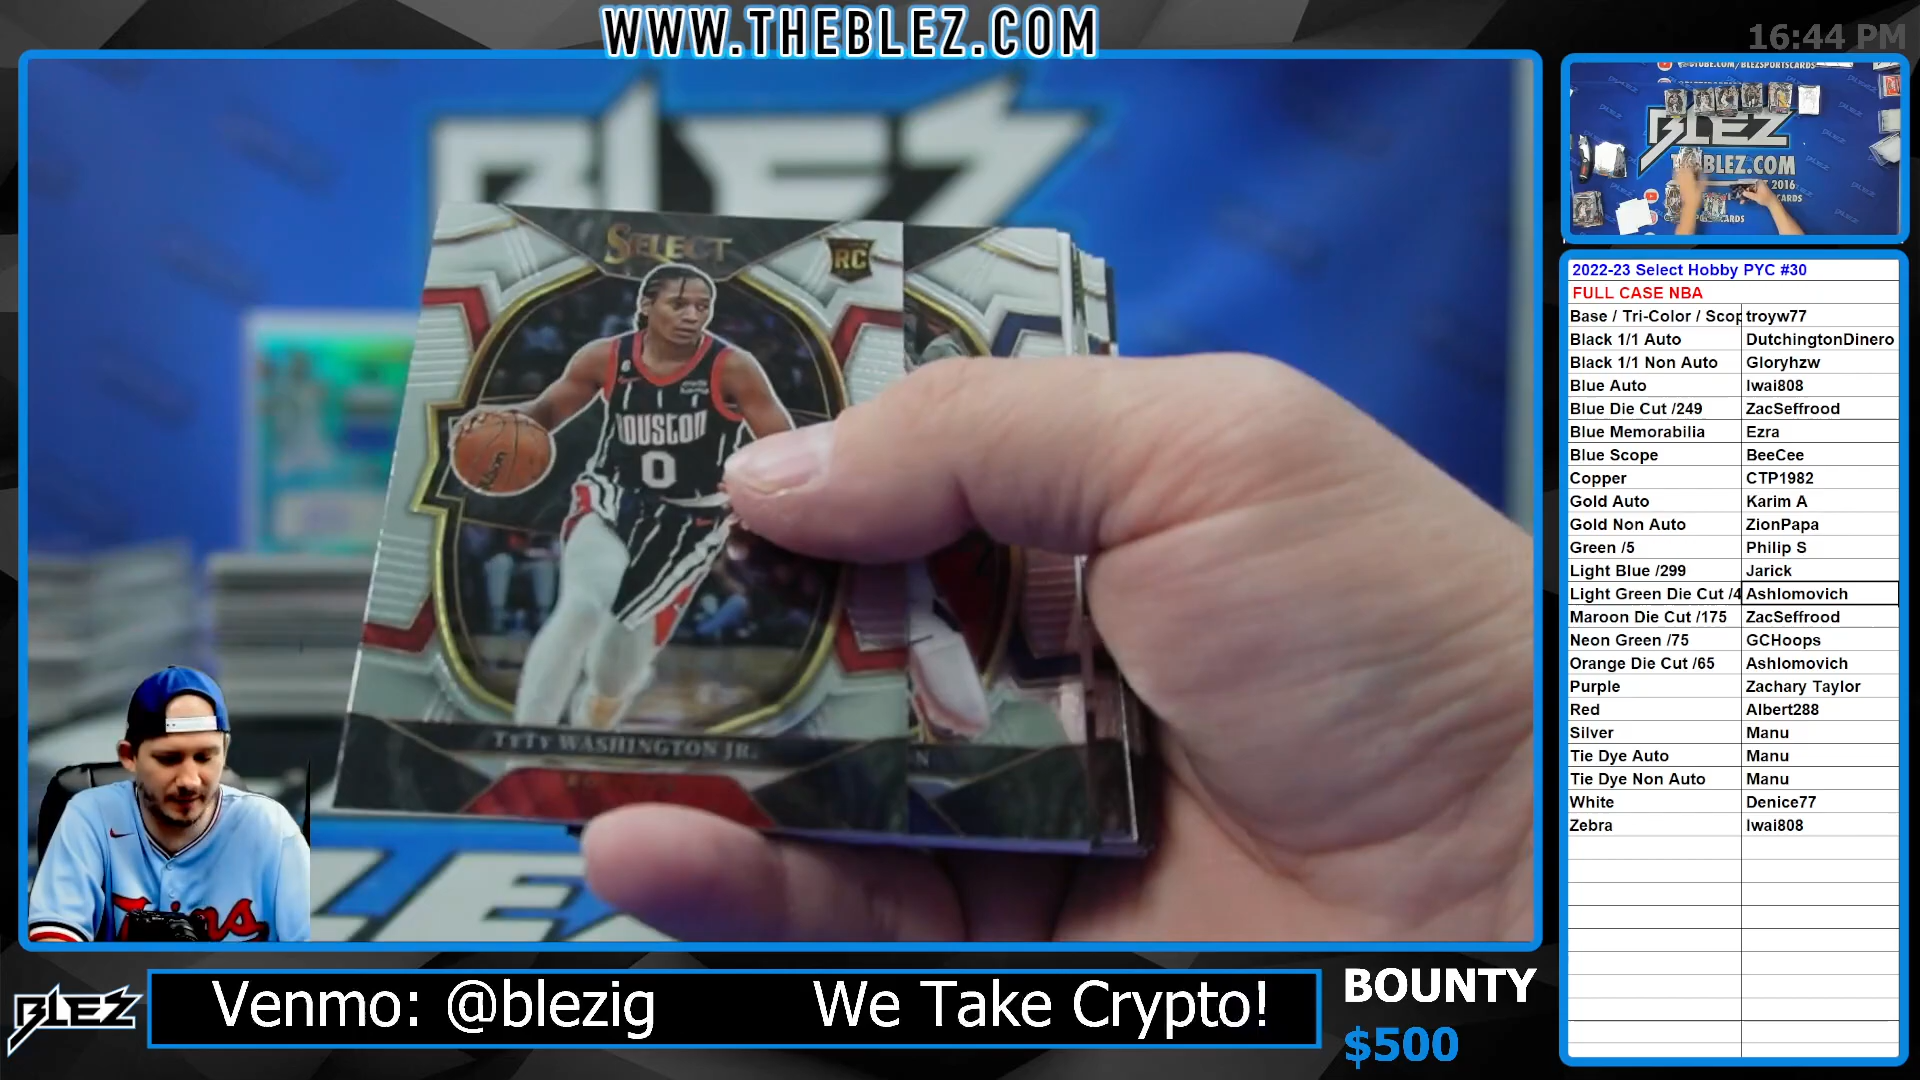 WWW.THEBLEZ.COM
16:44 PM
BLEZ
SELECT
RC
HOUSTON
0
TYTY WASHINGTON JR.
N
BLEZ
BLEZ.COM
2016
2022-23 Select Hobby PYC #30
FULL CASE NBA
Base / Tri-Color / Scop troyw77
Black 1/1 Auto DutchingtonDinero
Black 1/1 Non Auto Gloryhzw
Blue Auto Iwai808
Blue Die Cut /249 ZacSeffrood
Blue Memorabilia Ezra
Blue Scope BeeCee
Copper CTP1982
Gold Auto Karim A
Gold Non Auto ZionPapa
Green /5 Philip S
Light Blue /299 Jarick
Light Green Die Cut /4 Ashlomovich
Maroon Die Cut /175 ZacSeffrood
Neon Green /75 GCHoops
Orange Die Cut /65 Ashlomovich
Purple Zachary Taylor
Red Albert288
Silver Manu
Tie Dye Auto Manu
Tie Dye Non Auto Manu
White Denice77
Zebra Iwai808
Twins
BLEZ
Venmo: @blezig We Take Crypto!
BOUNTY
$500